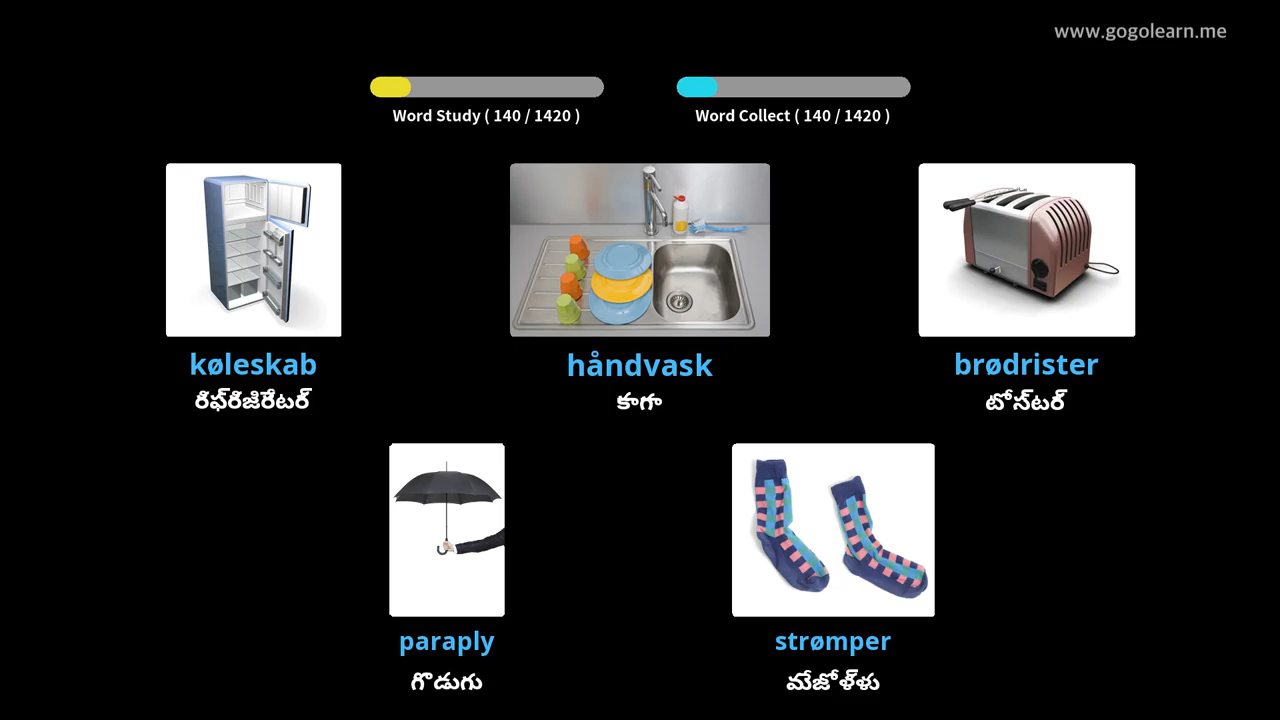 www.gogolearn.me
Word Study ( 140 / 1420 )
Word Collect ( 140 / 1420 )
køleskab
håndvask
brødrister
రిఫ్రిజిరేటర్
కాగా
టోస్టర్
paraply
strømper
గొడుగు
మేజోళ్ళు